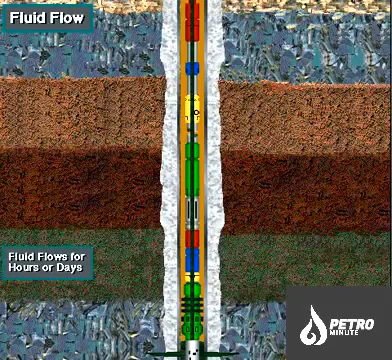 Fluid Flow
Fluid Flows for
Hours or Days
PETRO
MINUTE